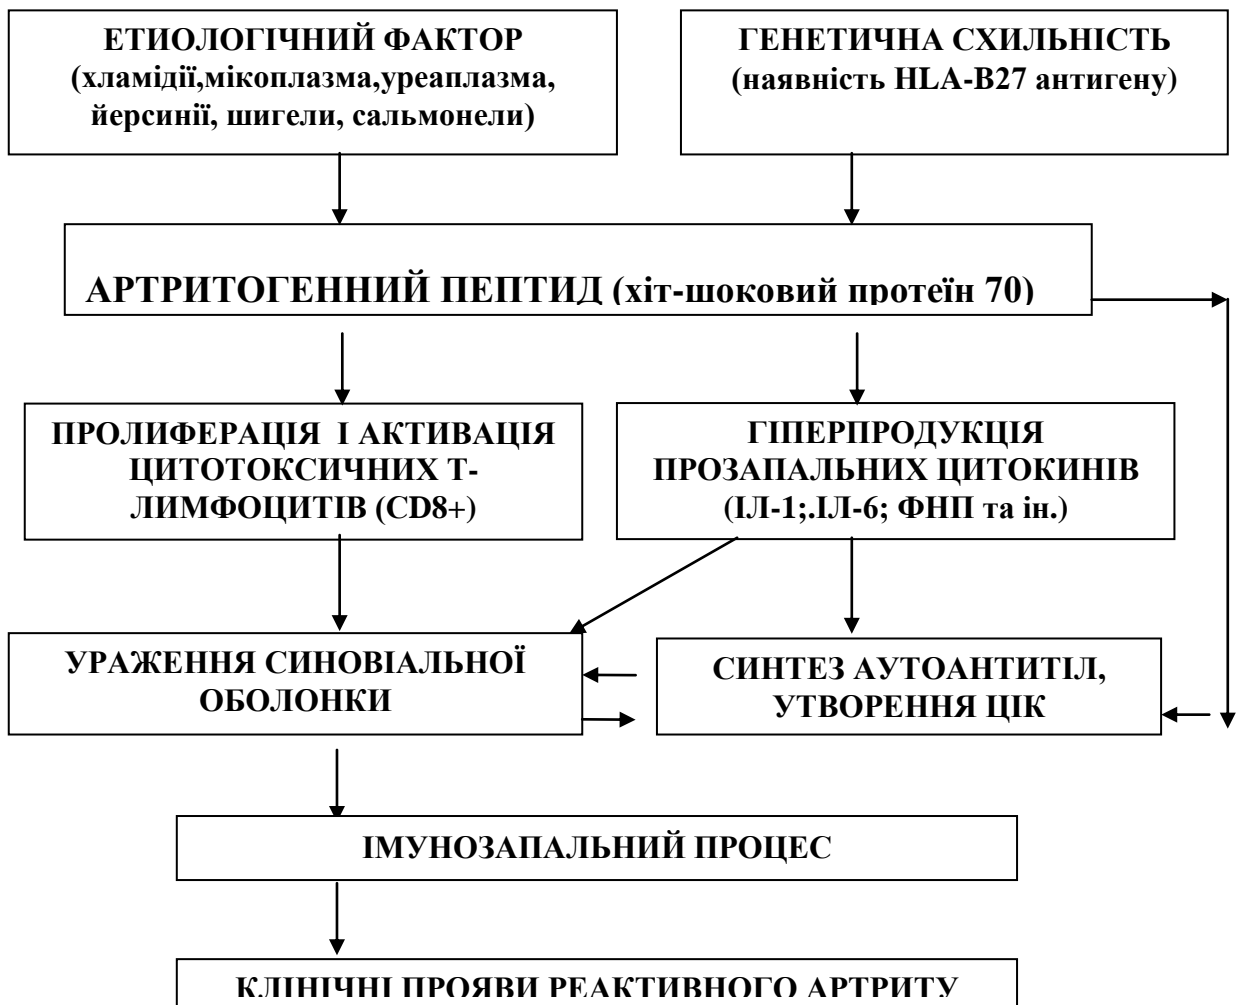 ЕТИОЛОГІЧНИЙ ФАКТОР
(хламідії,мікоплазма,уреаплазма,
йерсинії, шигели, сальмонели)
ГЕНЕТИЧНА СХИЛЬНІСТЬ
(наявність HLA-B27 антигену)
АРТРИТОГЕННИЙ ПЕПТИД (хіт-шоковий протеїн 70)
ПРОЛИФЕРАЦІЯ І АКТИВАЦІЯ
ЦИТОТОКСИЧНИХ Т-
ЛИМФОЦИТІВ (CD8+)
ГІПЕРПРОДУКЦІЯ
ПРОЗАПАЛЬНИХ ЦИТОКИНІВ
(ІЛ-1;.ІЛ-6; ФНП та ін.)
УРАЖЕННЯ СИНОВІАЛЬНОЇ
ОБОЛОНКИ
СИНТЕЗ АУТОАНТИТІЛ,
УТВОРЕННЯ ЦІК
ІМУНОЗАПАЛЬНИЙ ПРОЦЕС
КЛІНІЧНІ ПРОЯВИ РЕАКТИВНОГО АРТРИТУ